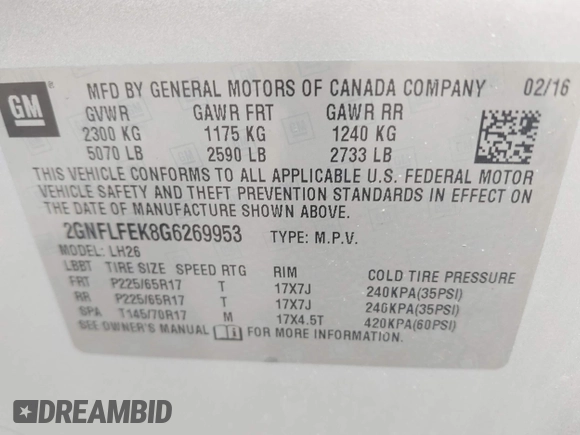 GM
MFD BY GENERAL MOTORS OF CANADA COMPANY 02/16
GVWR GAWR FRT GAWR RR
2300 KG 1175 KG 1240 KG
5070 LB 2590 LB 2733 LB
THIS VEHICLE CONFORMS TO ALL APPLICABLE U.S. FEDERAL MOTOR
VEHICLE SAFETY AND THEFT PREVENTION STANDARDS IN EFFECT ON
THE DATE OF MANUFACTURE SHOWN ABOVE.
2GNFLFEK8G6269953 TYPE: M.P.V.
MODEL: LH26
LBBT TIRE SIZE SPEED RTG RIM COLD TIRE PRESSURE
FRT P225/65R17 T 17X7J 240KPA(35PSI)
RR P225/65R17 T 17X7J 240KPA(35PSI)
SPA T145/70R17 M 17X4.5T 420KPA(60PSI)
SEE OWNER'S MANUAL FOR MORE INFORMATION.
DREAMBID